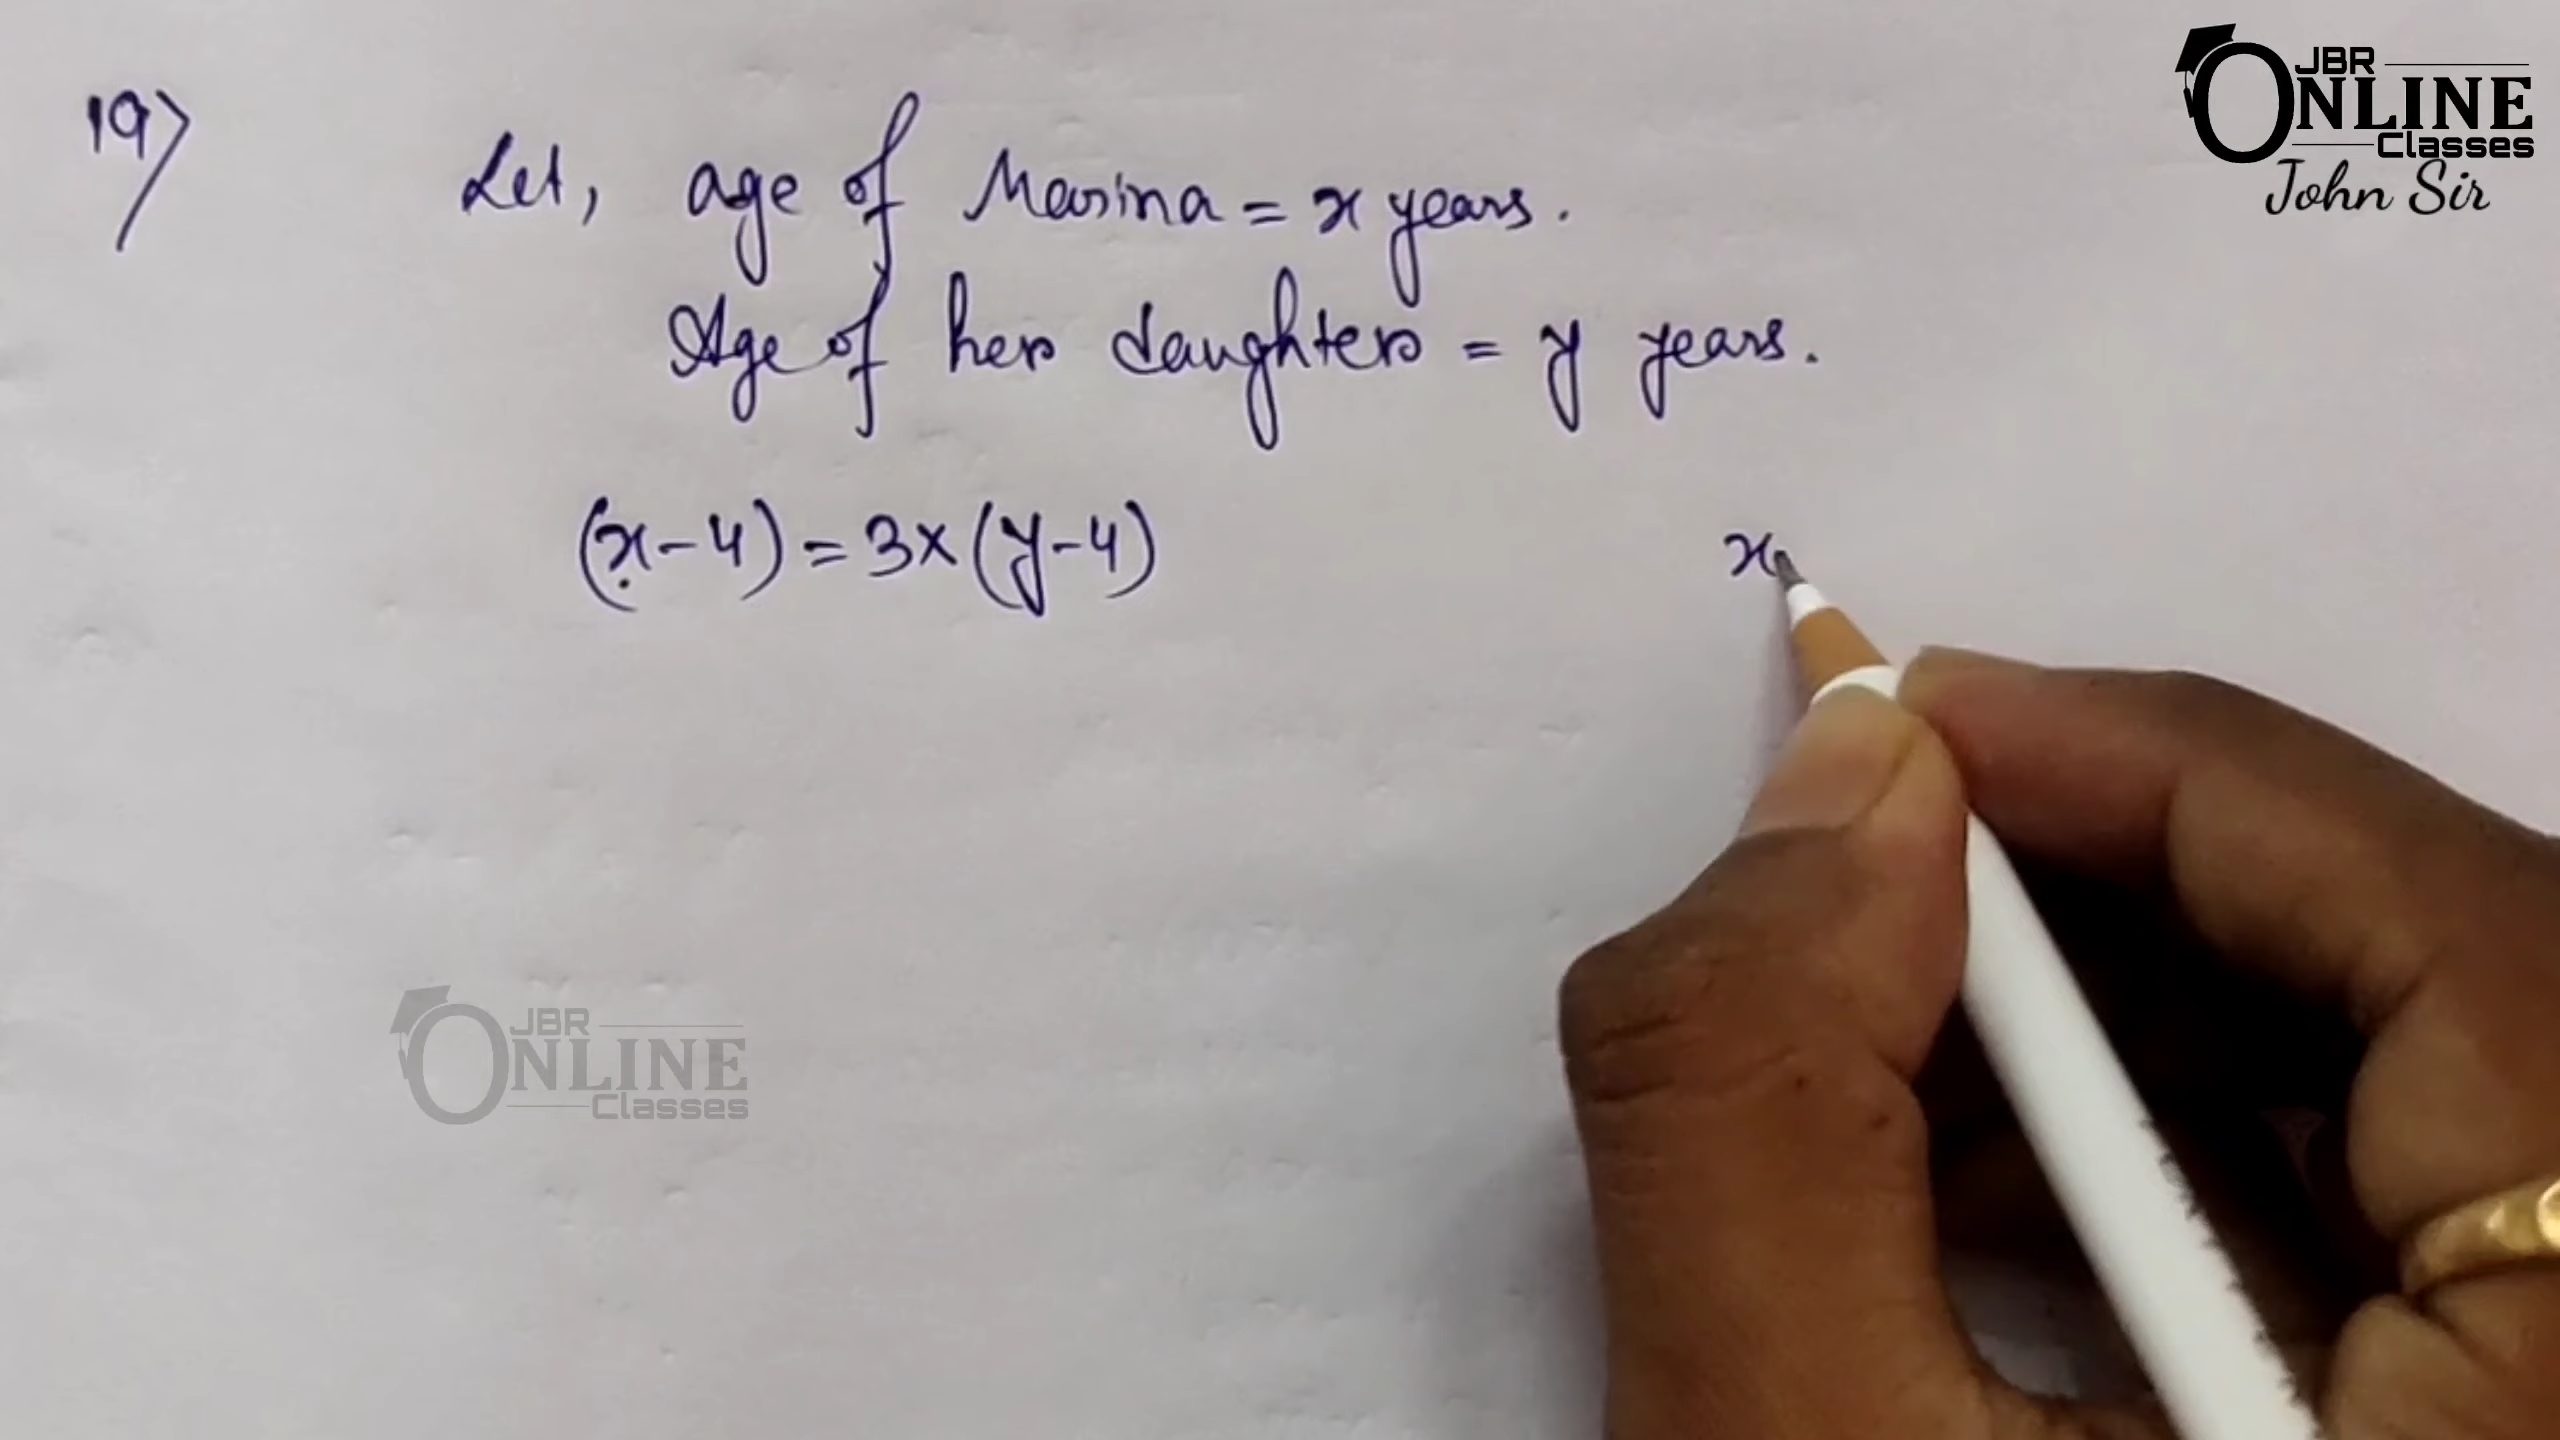 JBR
ONLINE
Classes
John Sir
19)
Let, age of Marina = x years.
Age of her daughter = y years.
(x-4) = 3×(y-4)
x
JBR
ONLINE
Classes